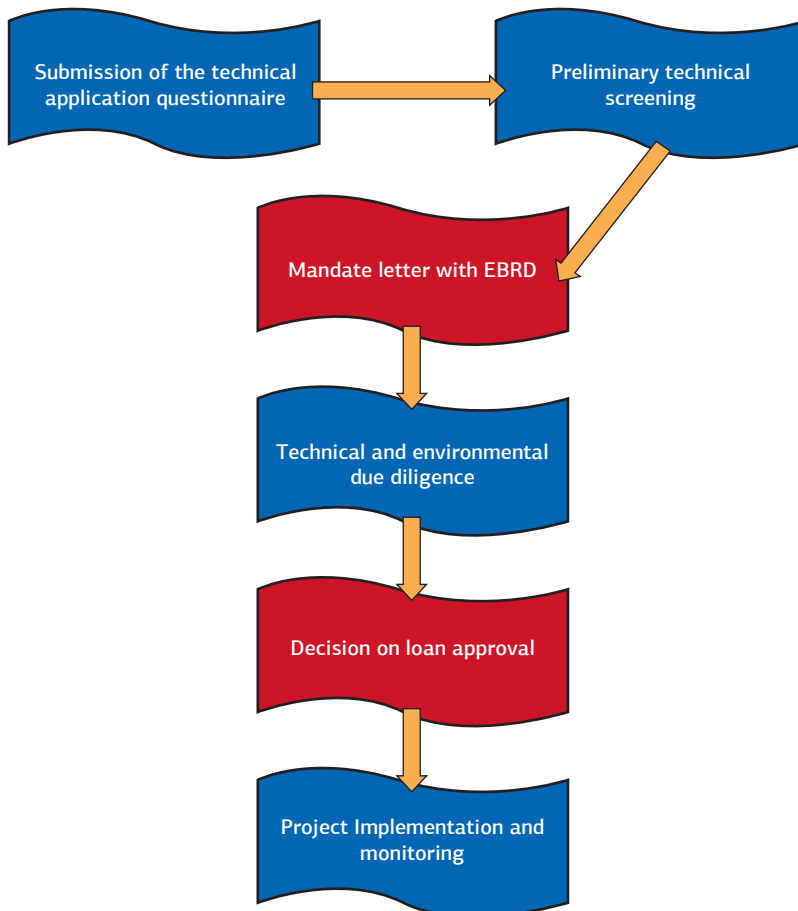 Submission of the technical
application questionnaire
Preliminary technical
screening
Mandate letter with EBRD
Technical and environmental
due diligence
Decision on loan approval
Project Implementation and
monitoring